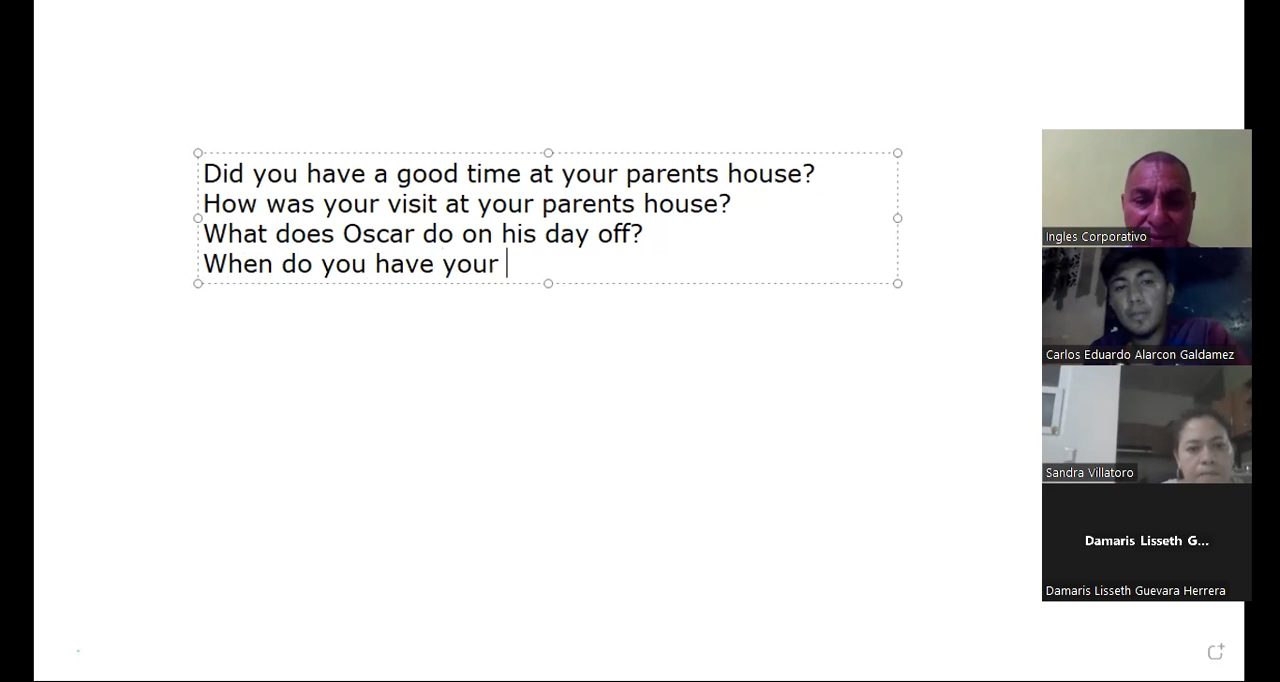 Did you have a good time at your parents house?
How was your visit at your parents house?
What does Oscar do on his day off?
When do you have your
Ingles Corporativo
Carlos Eduardo Alarcon Galdamez
Sandra Villatoro
Damaris Lisseth G...
Damaris Lisseth Guevara Herrera